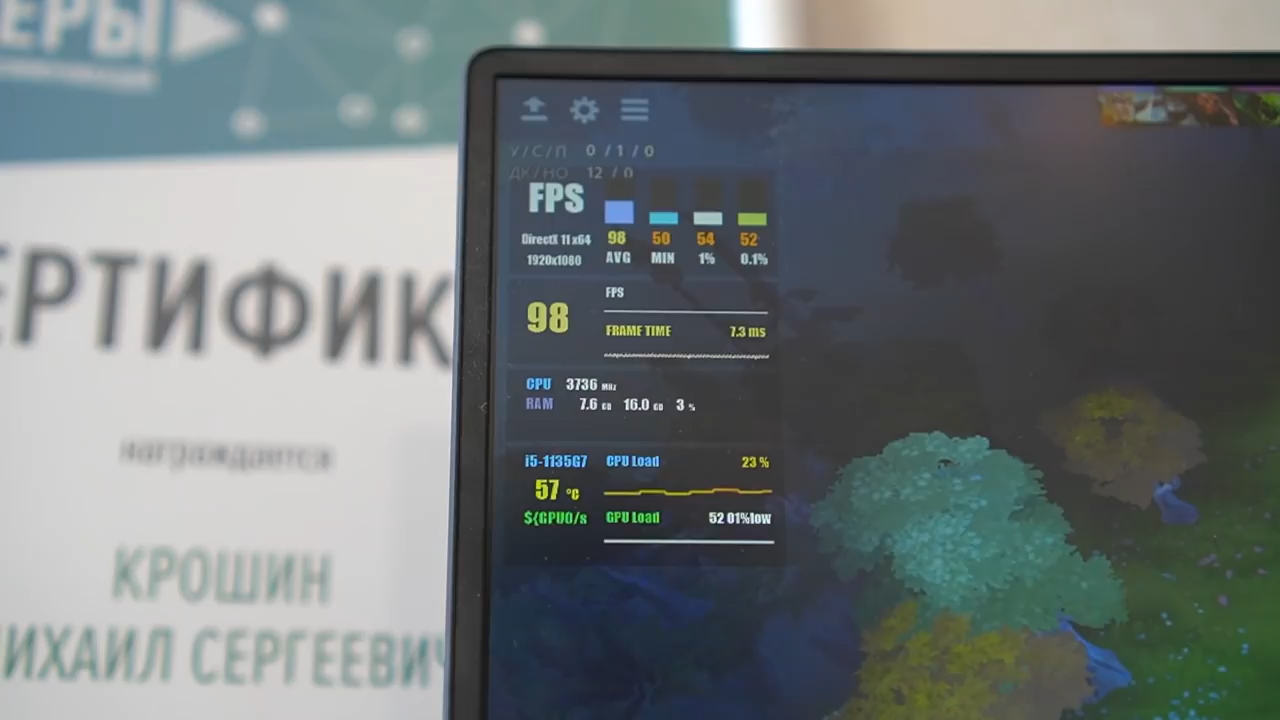 ЕРЫ
ЕРТИФИК
награждается
КРОШИН
ИХАИЛ СЕРГЕЕВИЧ
У/С/П 0 / 1 / 0
ДК/НО 12 / 0
FPS
DirectX 11 x64 98 50 54 52
1920x1080 AVG MIN 1% 0.1%
98 FPS
FRAME TIME 7.3 ms
CPU 3736 MHz
RAM 7.6 GB 16.0 GB 3 %
i5-1135G7 CPU Load 23 %
57 °C
$(GPU0/s GPU Load 52 01%low